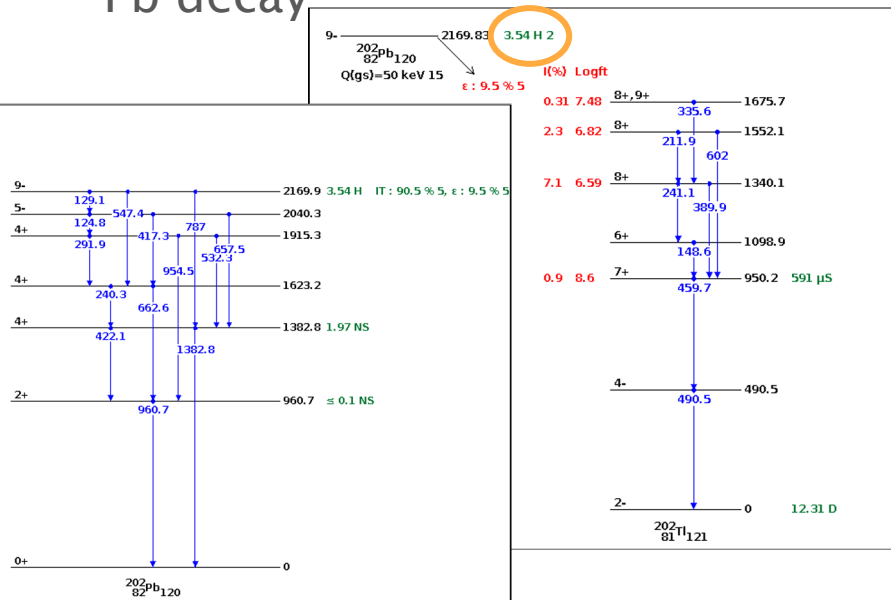 Pb decay
9- 2169.83 3.54 H 2
202
82Pb120
Q(gs)=50 keV 15
ε : 9.5 % 5
I(%) Logft
0.31 7.48 8+,9+ 1675.7
335.6
2.3 6.82 8+ 1552.1
211.9
602
7.1 6.59 8+ 1340.1
241.1
389.9
6+ 1098.9
148.6
0.9 8.6 7+ 950.2 591 μS
459.7
4- 490.5
490.5
2- 0 12.31 D
202
81Tl121
9- 2169.9 3.54 H IT : 90.5 % 5, ε : 9.5 % 5
129.1
547.4
787
5- 2040.3
124.8
417.3
657.5
4+ 1915.3
291.9
954.5
532.3
4+ 1623.2
240.3
662.6
4+ 1382.8 1.97 NS
422.1
1382.8
2+ 960.7 ≤ 0.1 NS
960.7
0+ 0
202
82Pb120